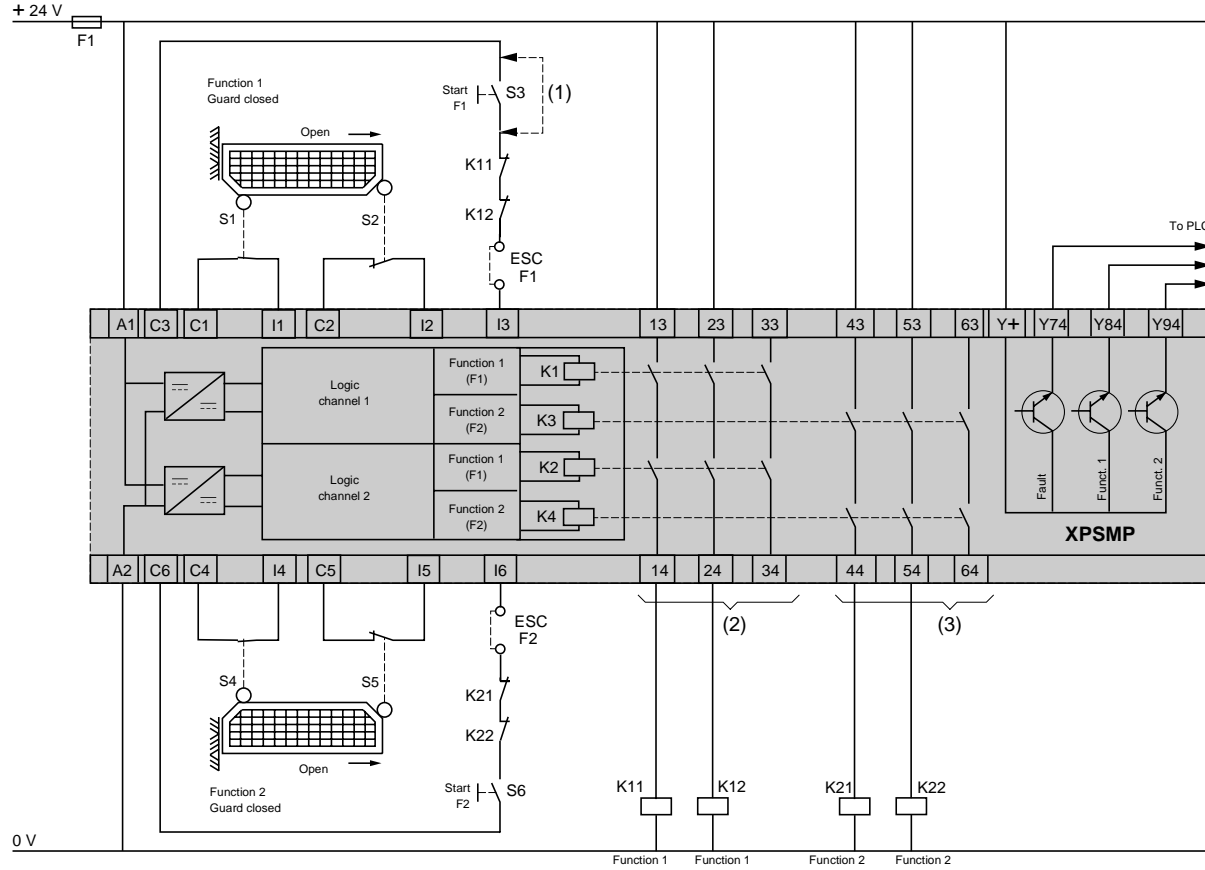 + 24 V
F1
Function 1
Guard closed
Open
S1
S2
Start
F1
S3
(1)
K11
K12
ESC
F1
To PLC
A1 C3 C1 I1 C2 I2 I3 13 23 33 43 53 63 Y+ Y74 Y84 Y94
Logic
channel 1
Function 1
(F1)
K1
Function 2
(F2)
K3
Logic
channel 2
Function 1
(F1)
K2
Function 2
(F2)
K4
Fault
Funct. 1
Funct. 2
XPSMP
A2 C6 C4 I4 C5 I5 I6 14 24 34 44 54 64
(2)
(3)
ESC
F2
S4
S5
K21
K22
Open
Start
F2
S6
Function 2
Guard closed
K11
K12
K21
K22
0 V
Function 1
Function 1
Function 2
Function 2